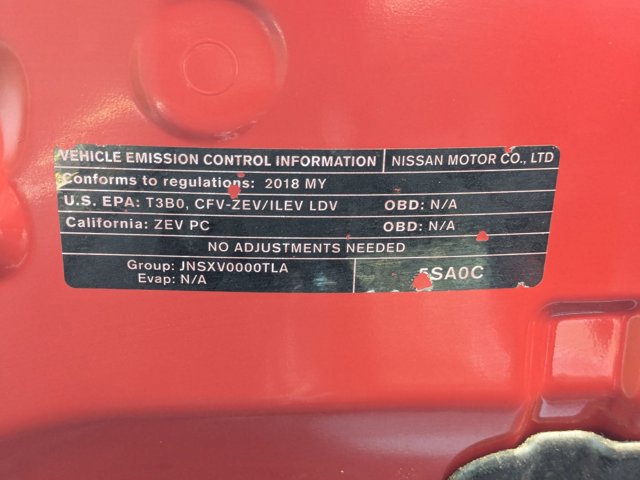 VEHICLE EMISSION CONTROL INFORMATION NISSAN MOTOR CO., LTD
Conforms to regulations: 2018 MY
U.S. EPA: T3B0, CFV-ZEV/ILEV LDV OBD: N/A
California: ZEV PC OBD: N/A
NO ADJUSTMENTS NEEDED
Group: JNSXV0000TLA 5SA0C
Evap: N/A